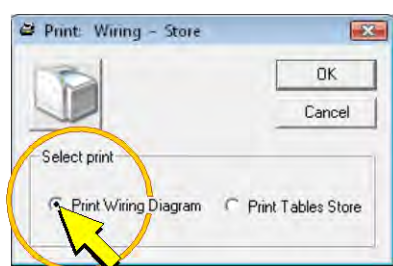 Print: Wiring - Store
OK
Cancel
Select print
Print Wiring Diagram Print Tables Store